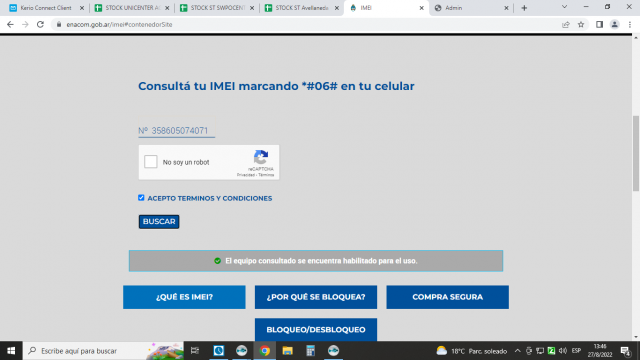 Kerio Connect Client
STOCK UNICENTER
STOCK ST SWPOCENT
STOCK ST Avellaneda
IMEI
Admin
enacom.gob.ar/imei#contenedorSite
Consultá tu IMEI marcando *#06# en tu celular
Nº 358605074071
No soy un robot
reCAPTCHA
Privacidad - Términos
ACEPTO TERMINOS Y CONDICIONES
BUSCAR
El equipo consultado se encuentra habilitado para el uso.
¿QUÉ ES IMEI?
¿POR QUÉ SE BLOQUEA?
COMPRA SEGURA
BLOQUEO/DESBLOQUEO
Escribe aquí para buscar
18°C Parc. soleado
ESP
13:46
27/8/2022